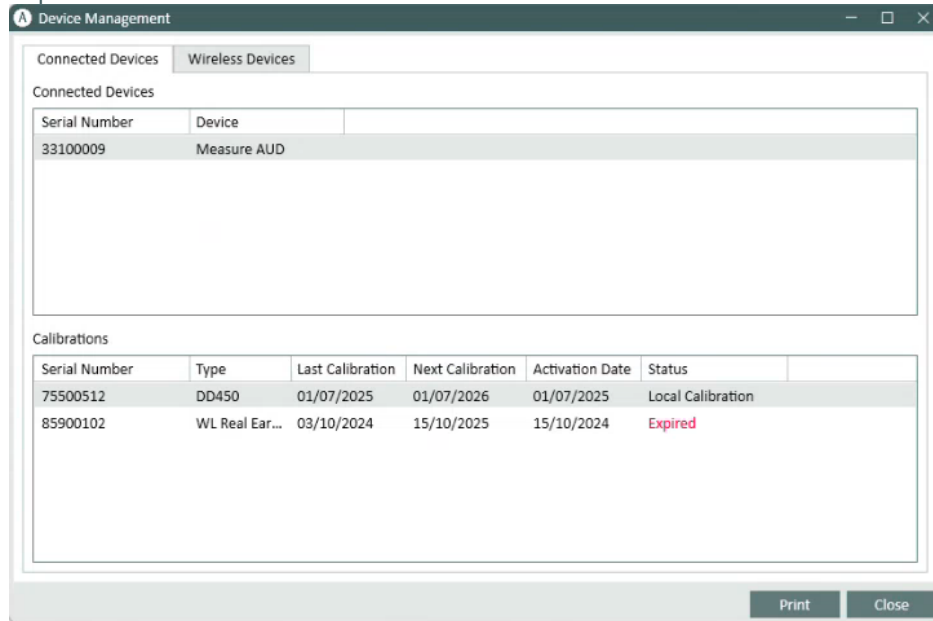 A Device Management
Connected Devices Wireless Devices
Connected Devices
Serial Number Device
33100009 Measure AUD
Calibrations
Serial Number Type Last Calibration Next Calibration Activation Date Status
75500512 DD450 01/07/2025 01/07/2026 01/07/2025 Local Calibration
85900102 WL Real Ear... 03/10/2024 15/10/2025 15/10/2024 Expired
Print Close